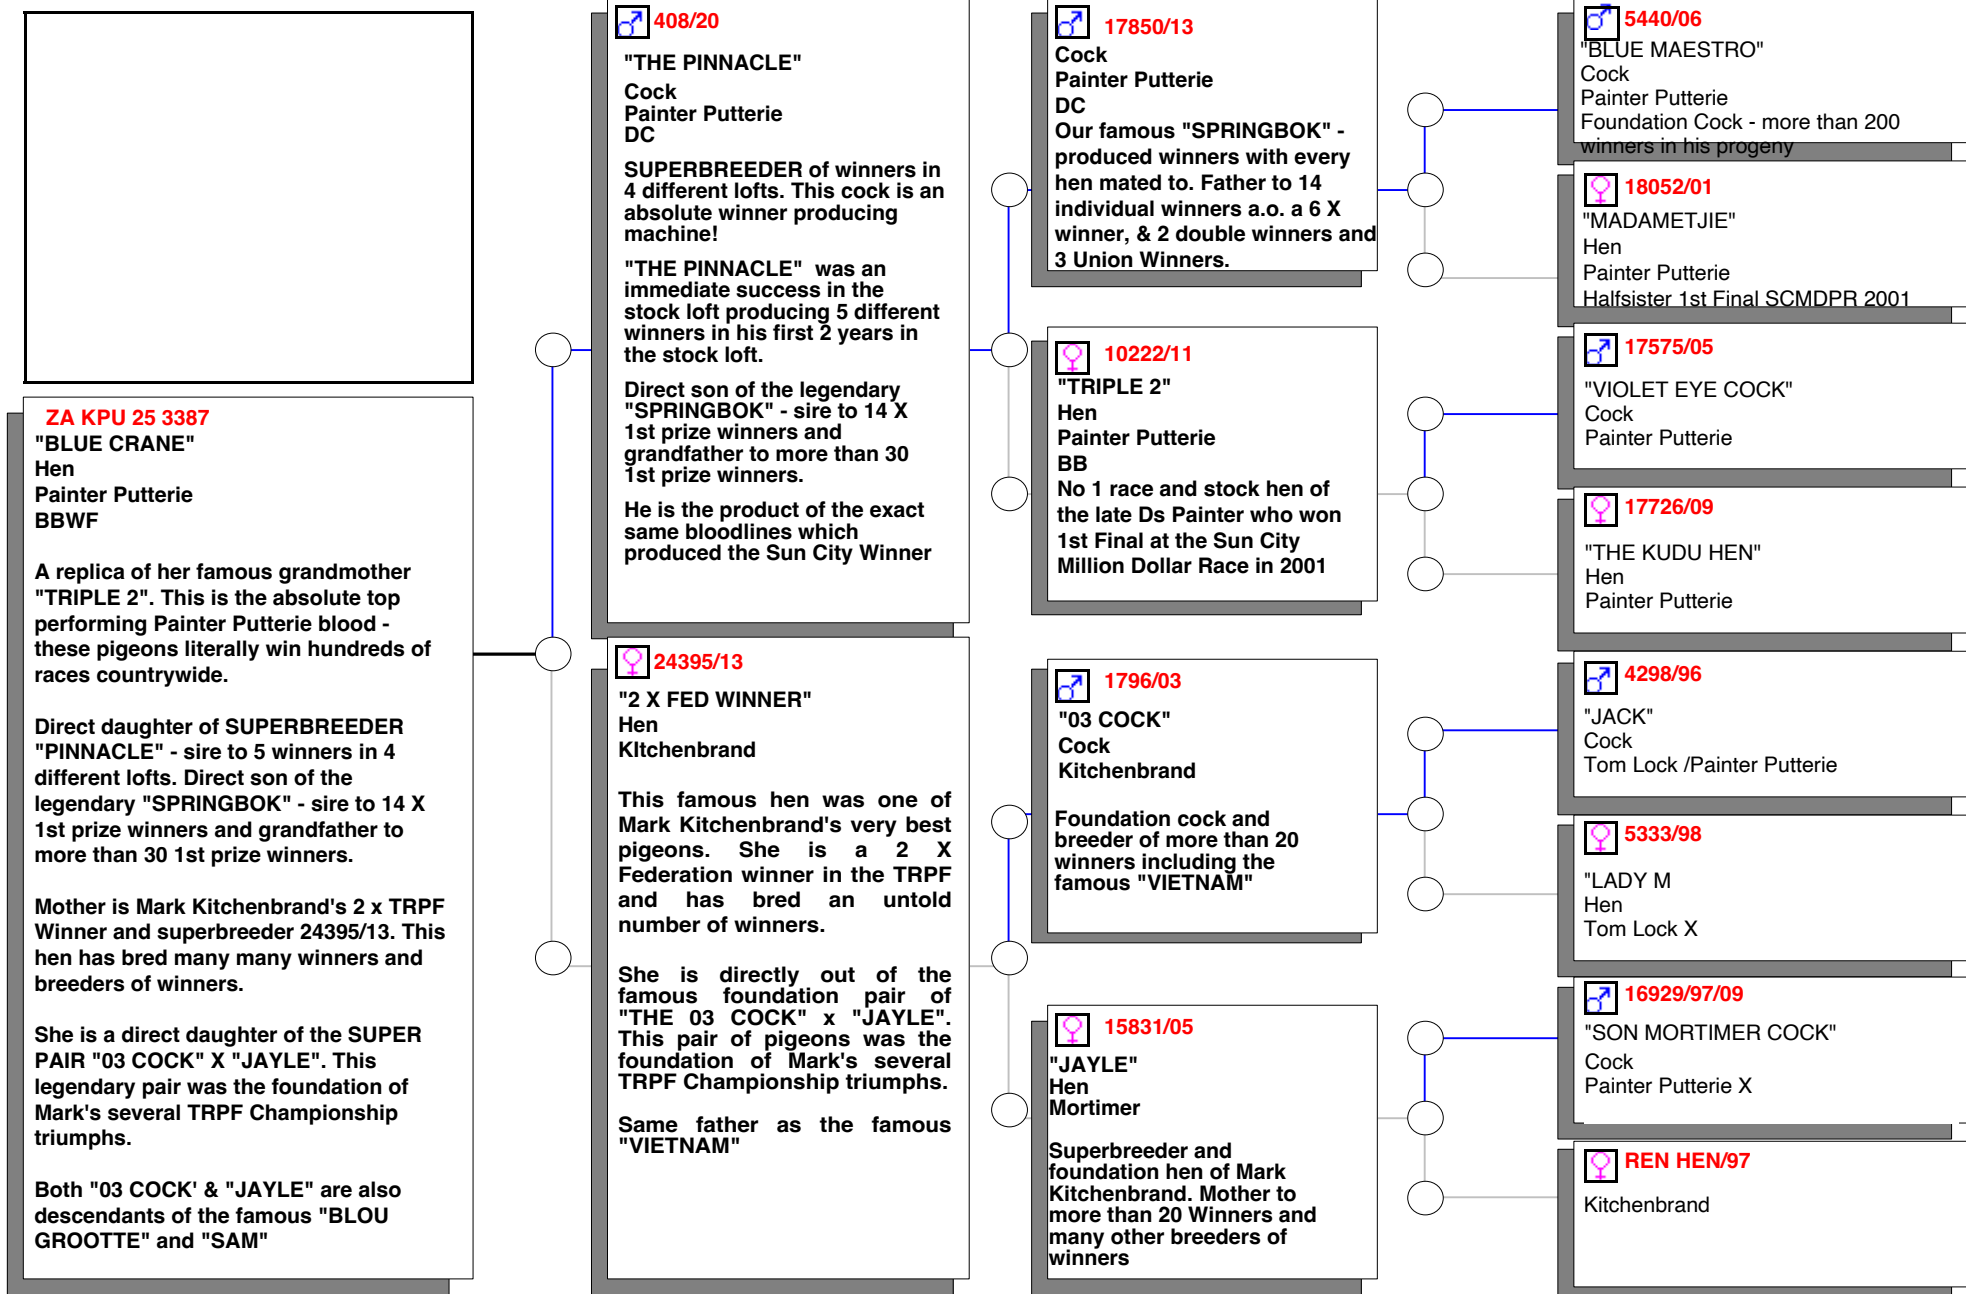 ZA KPU 25 3387
"BLUE CRANE"
Hen
Painter Putterie
BBWF
A replica of her famous grandmother
"TRIPLE 2". This is the absolute top
performing Painter Putterie blood -
these pigeons literally win hundreds of
races countrywide.
Direct daughter of SUPERBREEDER
"PINNACLE" - sire to 5 winners in 4
different lofts. Direct son of the
legendary "SPRINGBOK" - sire to 14 X
1st prize winners and grandfather to
more than 30 1st prize winners.
Mother is Mark Kitchenbrand's 2 x TRPF
Winner and superbreeder 24395/13. This
hen has bred many many winners and
breeders of winners.
She is a direct daughter of the SUPER
PAIR "03 COCK" X "JAYLE". This
legendary pair was the foundation of
Mark's several TRPF Championship
triumphs.
Both "03 COCK' & "JAYLE" are also
descendants of the famous "BLOU
GROOTTE" and "SAM"
408/20
"THE PINNACLE"
Cock
Painter Putterie
DC
SUPERBREEDER of winners in
4 different lofts. This cock is an
absolute winner producing
machine!
"THE PINNACLE"  was an
immediate success in the
stock loft producing 5 different
winners in his first 2 years in
the stock loft.
Direct son of the legendary
"SPRINGBOK" - sire to 14 X
1st prize winners and
grandfather to more than 30
1st prize winners.
He is the product of the exact
same bloodlines which
produced the Sun City Winner
24395/13
"2 X FED WINNER"
Hen
KItchenbrand
This famous hen was one of
Mark Kitchenbrand's very best
pigeons. She is a 2 X
Federation winner in the TRPF
and has bred an untold
number of winners.
She is directly out of the
famous foundation pair of
"THE 03 COCK" x "JAYLE".
This pair of pigeons was the
foundation of Mark's several
TRPF Championship triumphs.
Same father as the famous
"VIETNAM"
17850/13
Cock
Painter Putterie
DC
Our famous "SPRINGBOK" -
produced winners with every
hen mated to. Father to 14
individual winners a.o. a 6 X
winner, & 2 double winners and
3 Union Winners.
10222/11
"TRIPLE 2"
Hen
Painter Putterie
BB
No 1 race and stock hen of
the late Ds Painter who won
1st Final at the Sun City
Million Dollar Race in 2001
1796/03
"03 COCK"
Cock
Kitchenbrand
Foundation cock and
breeder of more than 20
winners including the
famous "VIETNAM"
15831/05
"JAYLE"
Hen
Mortimer
Superbreeder and
foundation hen of Mark
Kitchenbrand. Mother to
more than 20 Winners and
many other breeders of
winners
5440/06
"BLUE MAESTRO"
Cock
Painter Putterie
Foundation Cock - more than 200
winners in his progeny
18052/01
"MADAMETJIE"
Hen
Painter Putterie
Halfsister 1st Final SCMDPR 2001
17575/05
"VIOLET EYE COCK"
Cock
Painter Putterie
17726/09
"THE KUDU HEN"
Hen
Painter Putterie
4298/96
"JACK"
Cock
Tom Lock /Painter Putterie
5333/98
"LADY M
Hen
Tom Lock X
16929/97/09
"SON MORTIMER COCK"
Cock
Painter Putterie X
REN HEN/97
Kitchenbrand